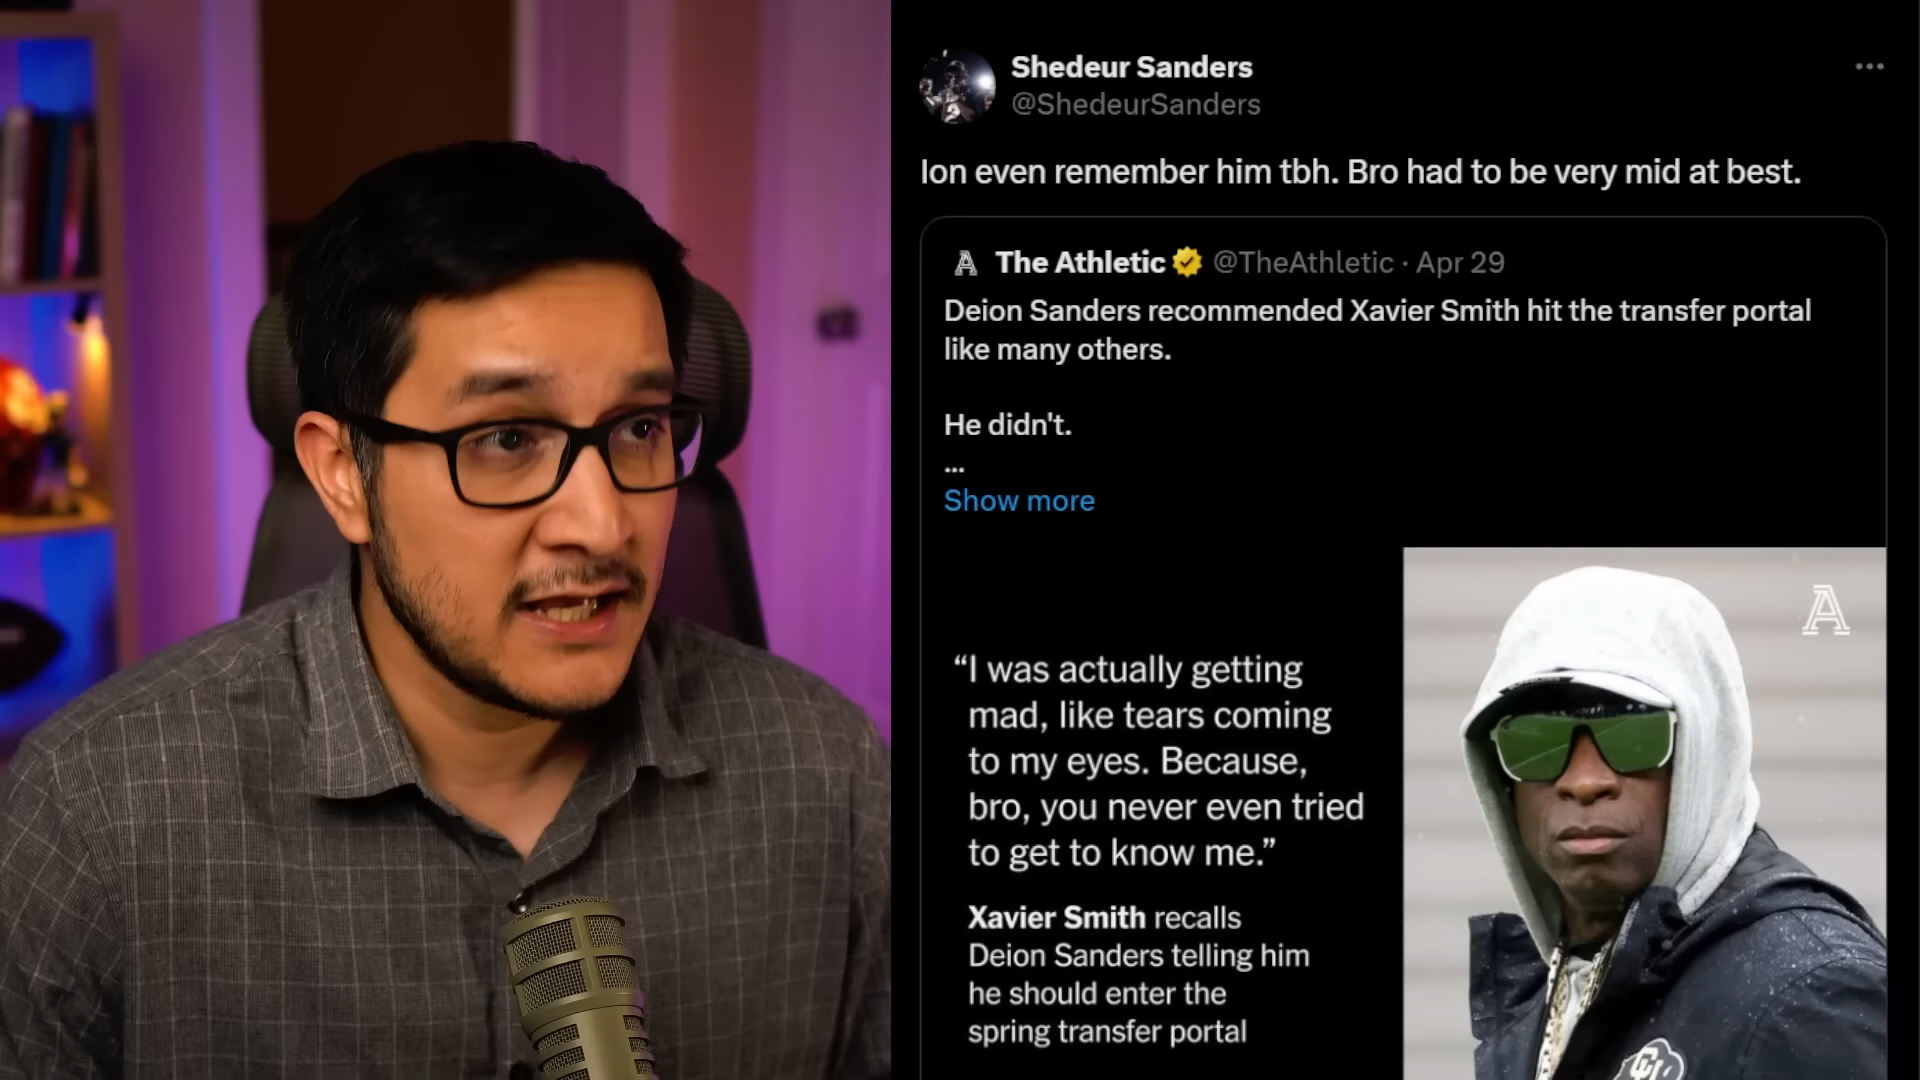 Shedeur Sanders
@ShedeurSanders
Ion even remember him tbh. Bro had to be very mid at best.
The Athletic @TheAthletic · Apr 29
Deion Sanders recommended Xavier Smith hit the transfer portal
like many others.
He didn't.
...
Show more
A
“I was actually getting
mad, like tears coming
to my eyes. Because,
bro, you never even tried
to get to know me.”
Xavier Smith recalls
Deion Sanders telling him
he should enter the
spring transfer portal
CU